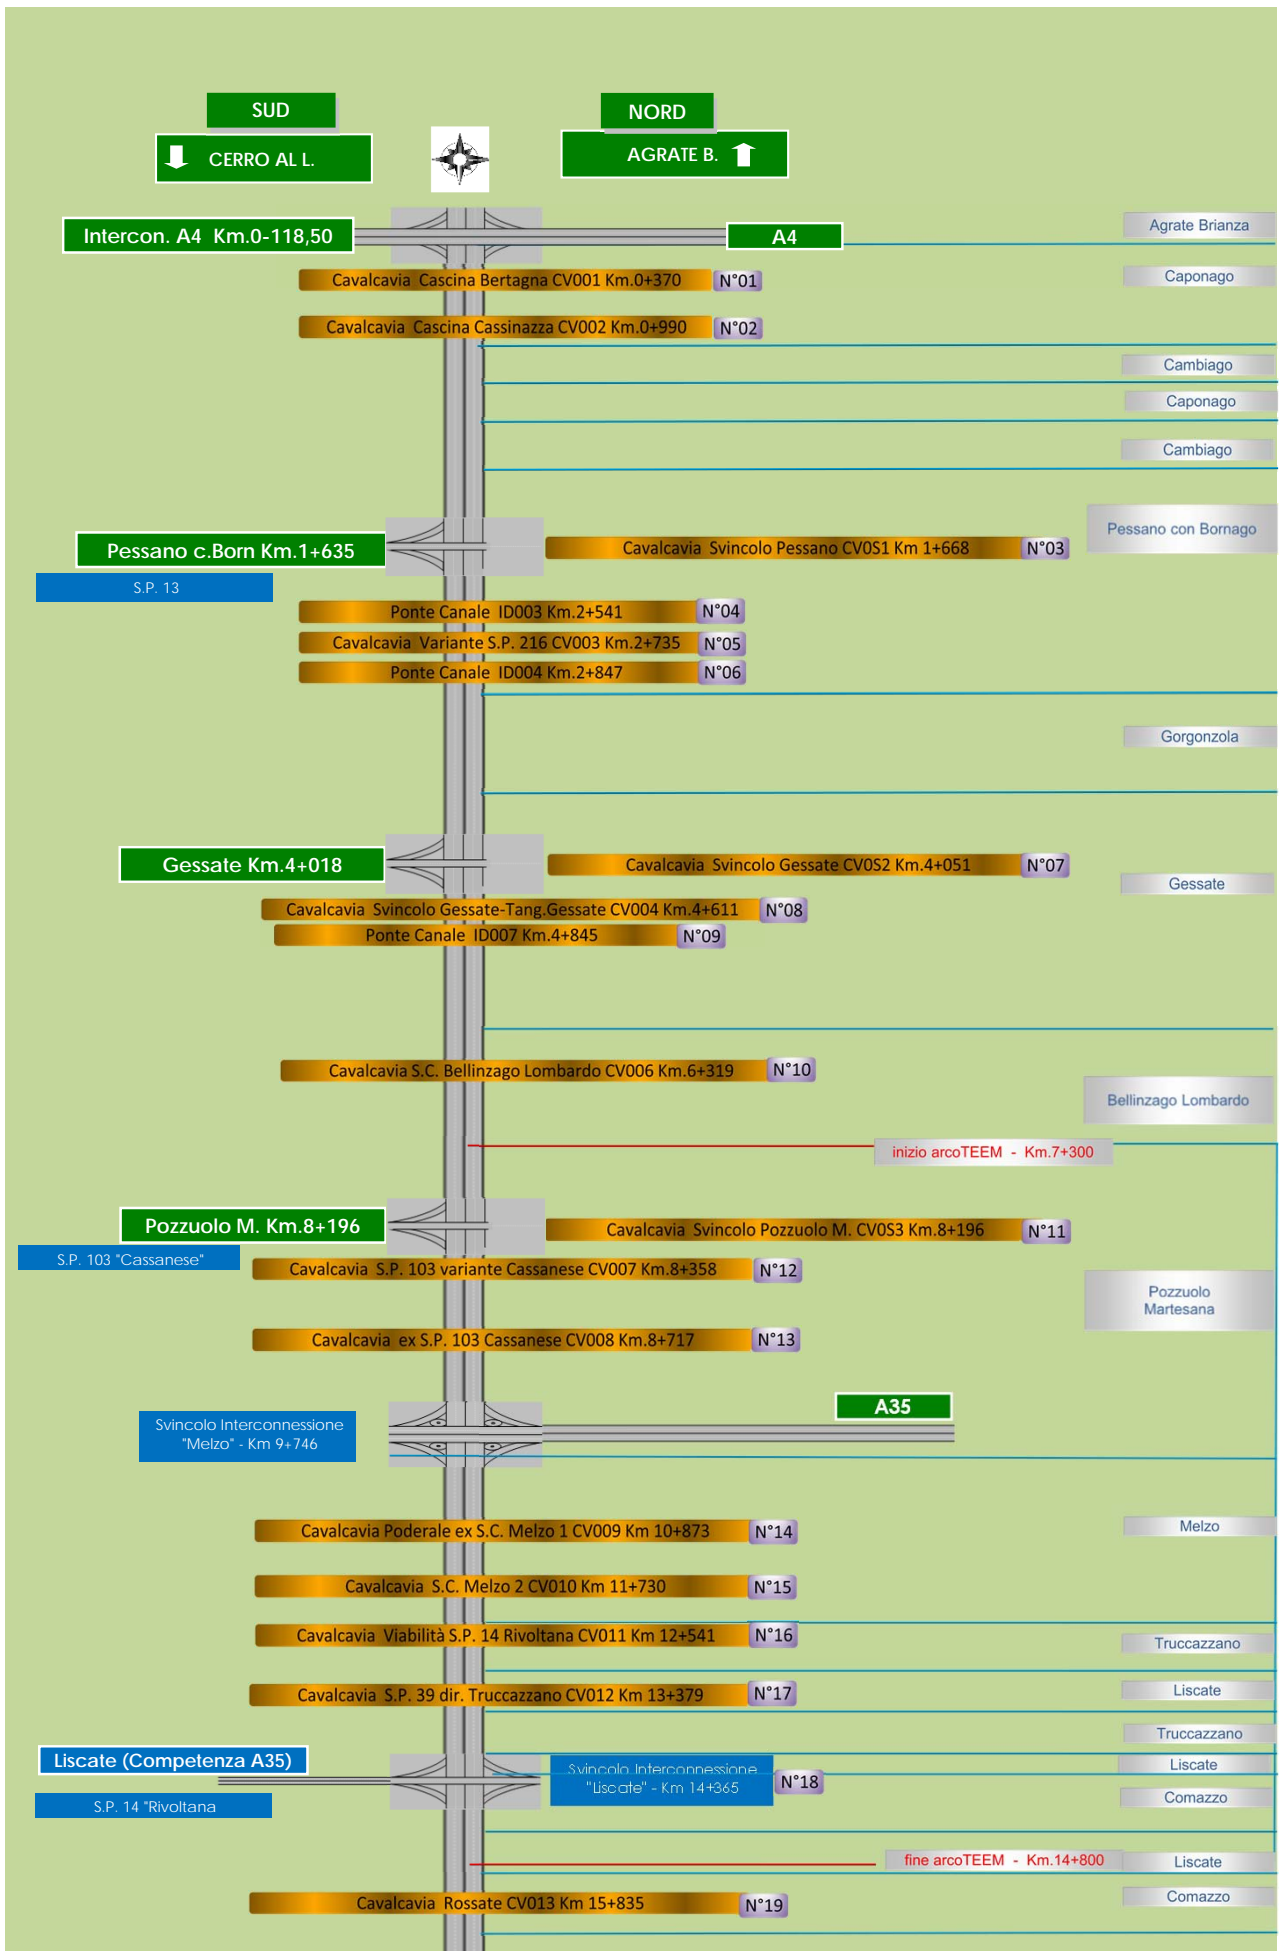 SUD
NORD
CERRO AL L.
AGRATE B.
Intercon. A4 Km.0-118,50
A4
Agrate Brianza
Cavalcavia Cascina Bertagna CV001 Km.0+370 N°01
Caponago
Cavalcavia Cascina Cassinazza CV002 Km.0+990 N°02
Cambiago
Caponago
Cambiago
Pessano con Bornago
Pessano c.Born Km.1+635
Cavalcavia Svincolo Pessano CV0S1 Km 1+668 N°03
S.P. 13
Ponte Canale ID003 Km.2+541 N°04
Cavalcavia Variante S.P. 216 CV003 Km.2+735 N°05
Ponte Canale ID004 Km.2+847 N°06
Gorgonzola
Gessate Km.4+018
Cavalcavia Svincolo Gessate CV0S2 Km.4+051 N°07
Gessate
Cavalcavia Svincolo Gessate-Tang.Gessate CV004 Km.4+611 N°08
Ponte Canale ID007 Km.4+845 N°09
Cavalcavia S.C. Bellinzago Lombardo CV006 Km.6+319 N°10
Bellinzago Lombardo
inizio arcoTEEM - Km.7+300
Pozzuolo M. Km.8+196
Cavalcavia Svincolo Pozzuolo M. CV0S3 Km.8+196 N°11
S.P. 103 "Cassanese"
Cavalcavia S.P. 103 variante Cassanese CV007 Km.8+358 N°12
Pozzuolo
Martesana
Cavalcavia ex S.P. 103 Cassanese CV008 Km.8+717 N°13
A35
Svincolo Interconnessione
"Melzo" - Km 9+746
Cavalcavia Poderale ex S.C. Melzo 1 CV009 Km 10+873 N°14
Melzo
Cavalcavia S.C. Melzo 2 CV010 Km 11+730 N°15
Cavalcavia Viabilità S.P. 14 Rivoltana CV011 Km 12+541 N°16
Truccazzano
Cavalcavia S.P. 39 dir. Truccazzano CV012 Km 13+379 N°17
Liscate
Truccazzano
Liscate (Competenza A35)
Liscate
Svincolo Interconnessione
"Liscate" - Km 14+365 N°18
Comazzo
S.P. 14 "Rivoltana
fine arcoTEEM - Km.14+800
Liscate
Comazzo
Cavalcavia Rossate CV013 Km 15+835 N°19